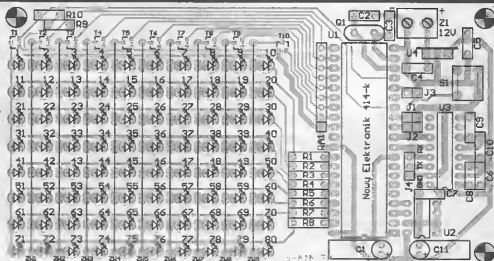 R10
R9
T1 T2 T3 T4 T5 T6 T7 T8 T9 T10
1 2 3 4 5 6 7 8 9 10
11 12 13 14 15 16 17 18 19 20
21 22 23 24 25 26 27 28 29 30
31 32 33 34 35 36 37 38 39 40
41 42 43 44 45 46 47 48 49 50
51 52 53 54 55 56 57 58 59 60
61 62 63 64 65 66 67 68 69 70
71 72 73 74 75 76 77 78 79 80
RA1
R1
R2
R3
R4
R5
R6
R7
R8
Q1
C2
C3
U1
Nowy Elektronik 414-k
+
Z1
12V
C5
U4
C4
S1
J3
J1
U3
J2
C9
C10
J4
C6
C8
C7
U2
C1
C11